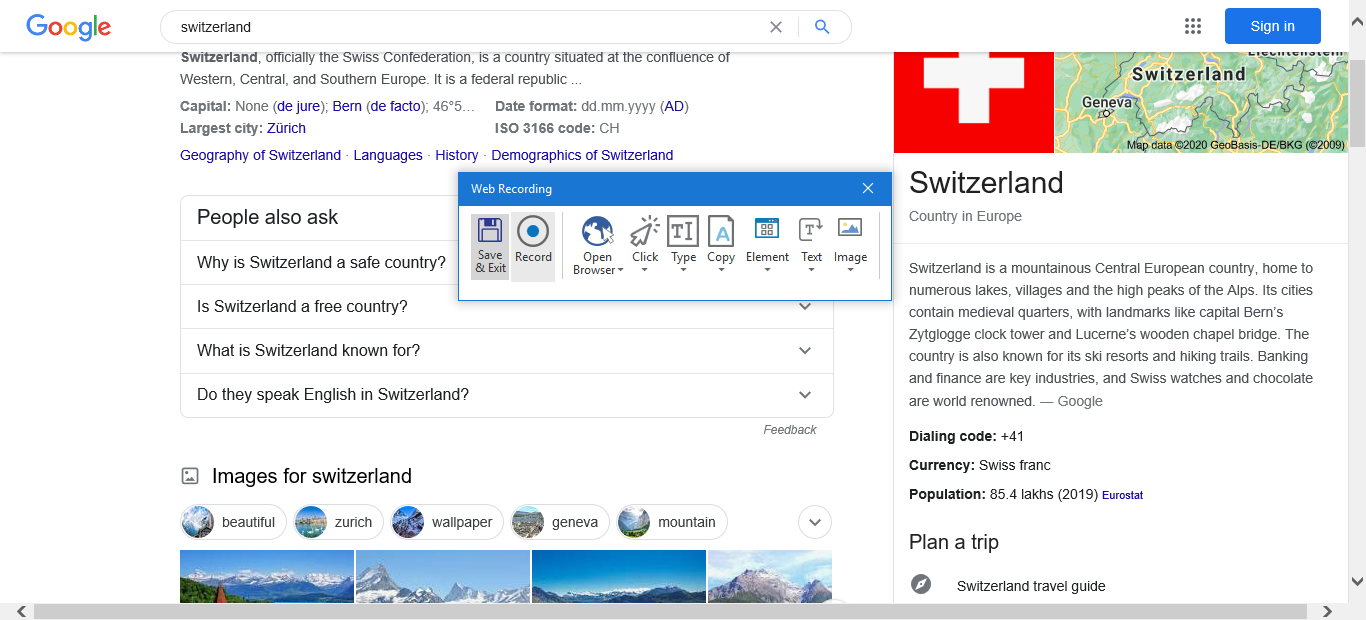 Google
switzerland
Sign in
Switzerland, officially the Swiss Confederation, is a country situated at the confluence of
Western, Central, and Southern Europe. It is a federal republic ...
Capital: None (de jure); Bern (de facto); 46°5... Date format: dd.mm.yyyy (AD)
Largest city: Zürich ISO 3166 code: CH
Geography of Switzerland · Languages · History · Demographics of Switzerland
People also ask
Why is Switzerland a safe country?
Is Switzerland a free country?
What is Switzerland known for?
Do they speak English in Switzerland?
Feedback
Web Recording
Save
& Exit
Record
Open
Browser
Click
Type
Copy
Element
Text
Image
Images for switzerland
beautiful
zurich
wallpaper
geneva
mountain
Liechtenstein
Switzerland
Geneva
Map data ©2020 GeoBasis-DE/BKG (©2009)
Switzerland
Country in Europe
Switzerland is a mountainous Central European country, home to
numerous lakes, villages and the high peaks of the Alps. Its cities
contain medieval quarters, with landmarks like capital Bern’s
Zytglogge clock tower and Lucerne’s wooden chapel bridge. The
country is also known for its ski resorts and hiking trails. Banking
and finance are key industries, and Swiss watches and chocolate
are world renowned. — Google
Dialing code: +41
Currency: Swiss franc
Population: 85.4 lakhs (2019) Eurostat
Plan a trip
Switzerland travel guide